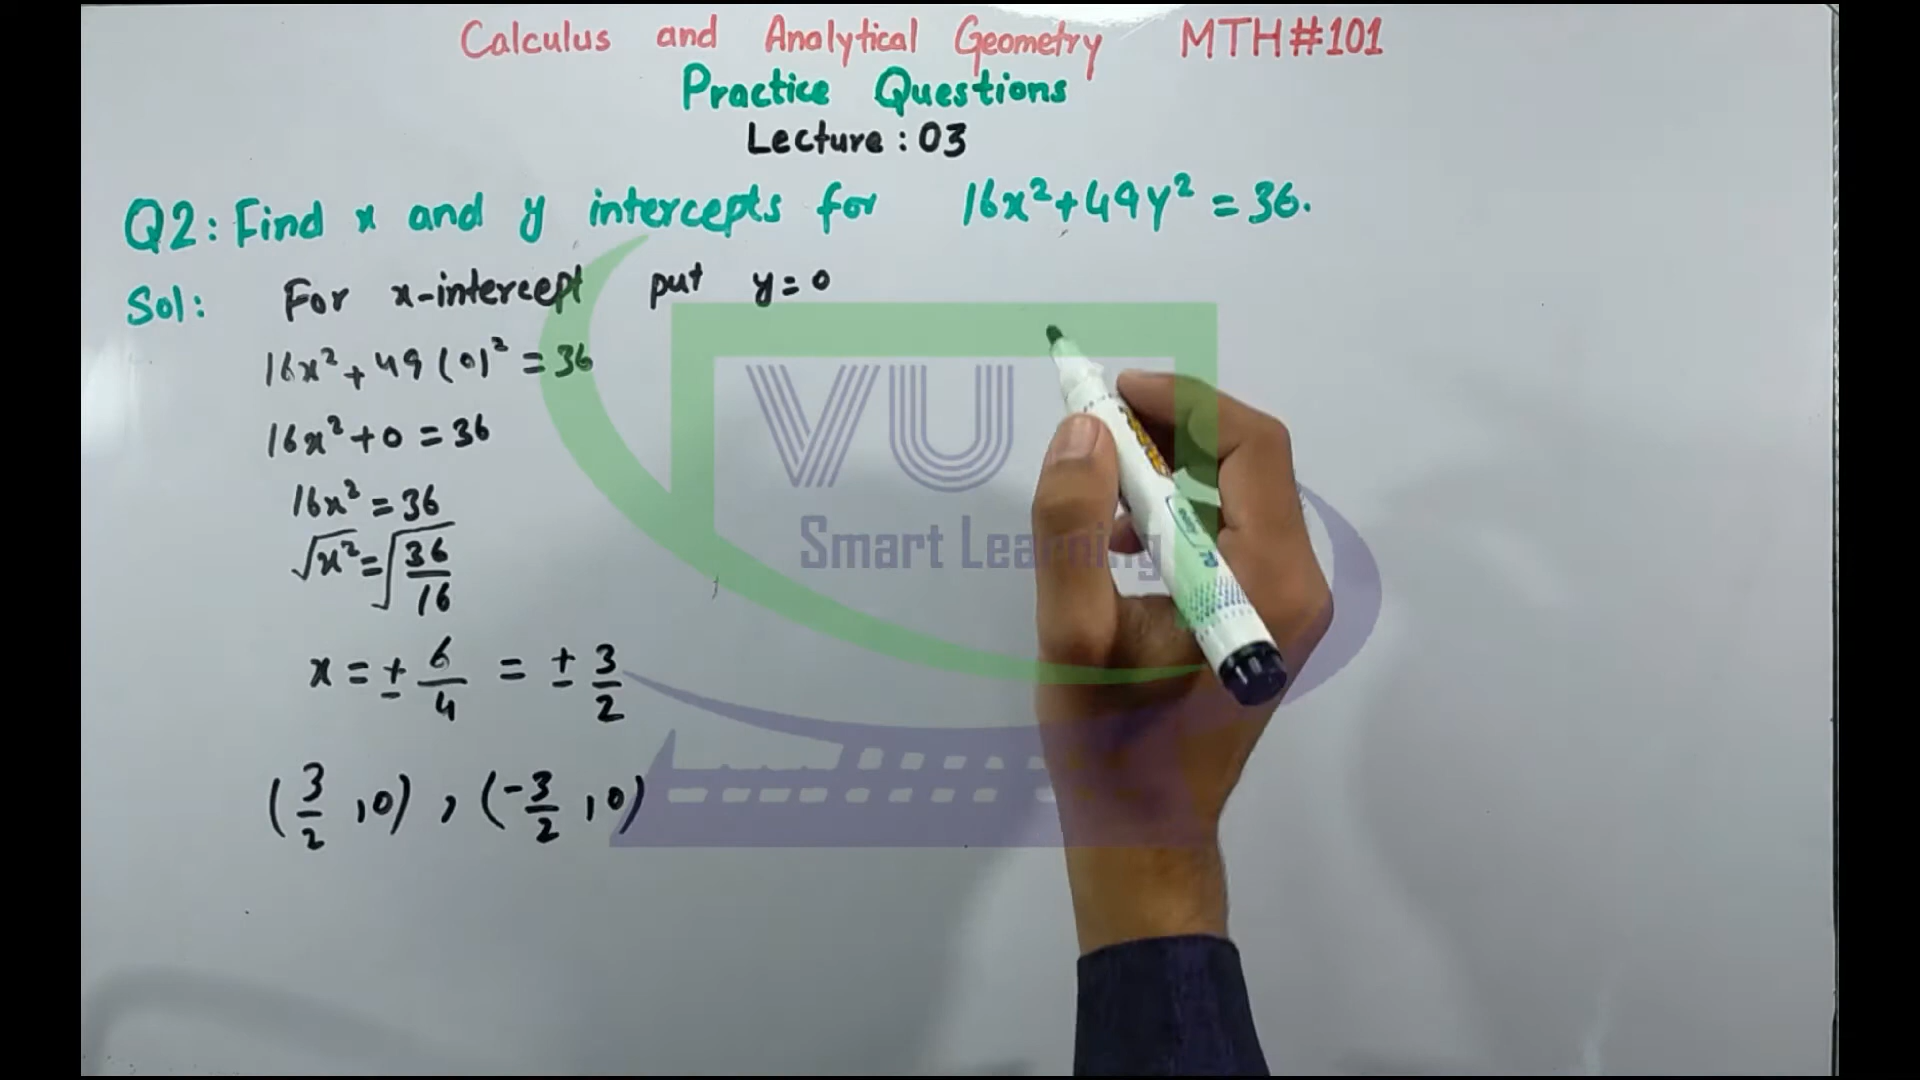 Calculus and Analytical Geometry MTH#101
Practice Questions
Lecture : 03
Q2: Find x and y intercepts for 16x²+49y² = 36.
Sol: For x-intercept put y=0
16x²+49(0)²=36
16x²+0=36
16x²=36
√x²=√36/16
x=± 6/4 = ± 3/2
(3/2,0), (-3/2,0)
VU
Smart Learning